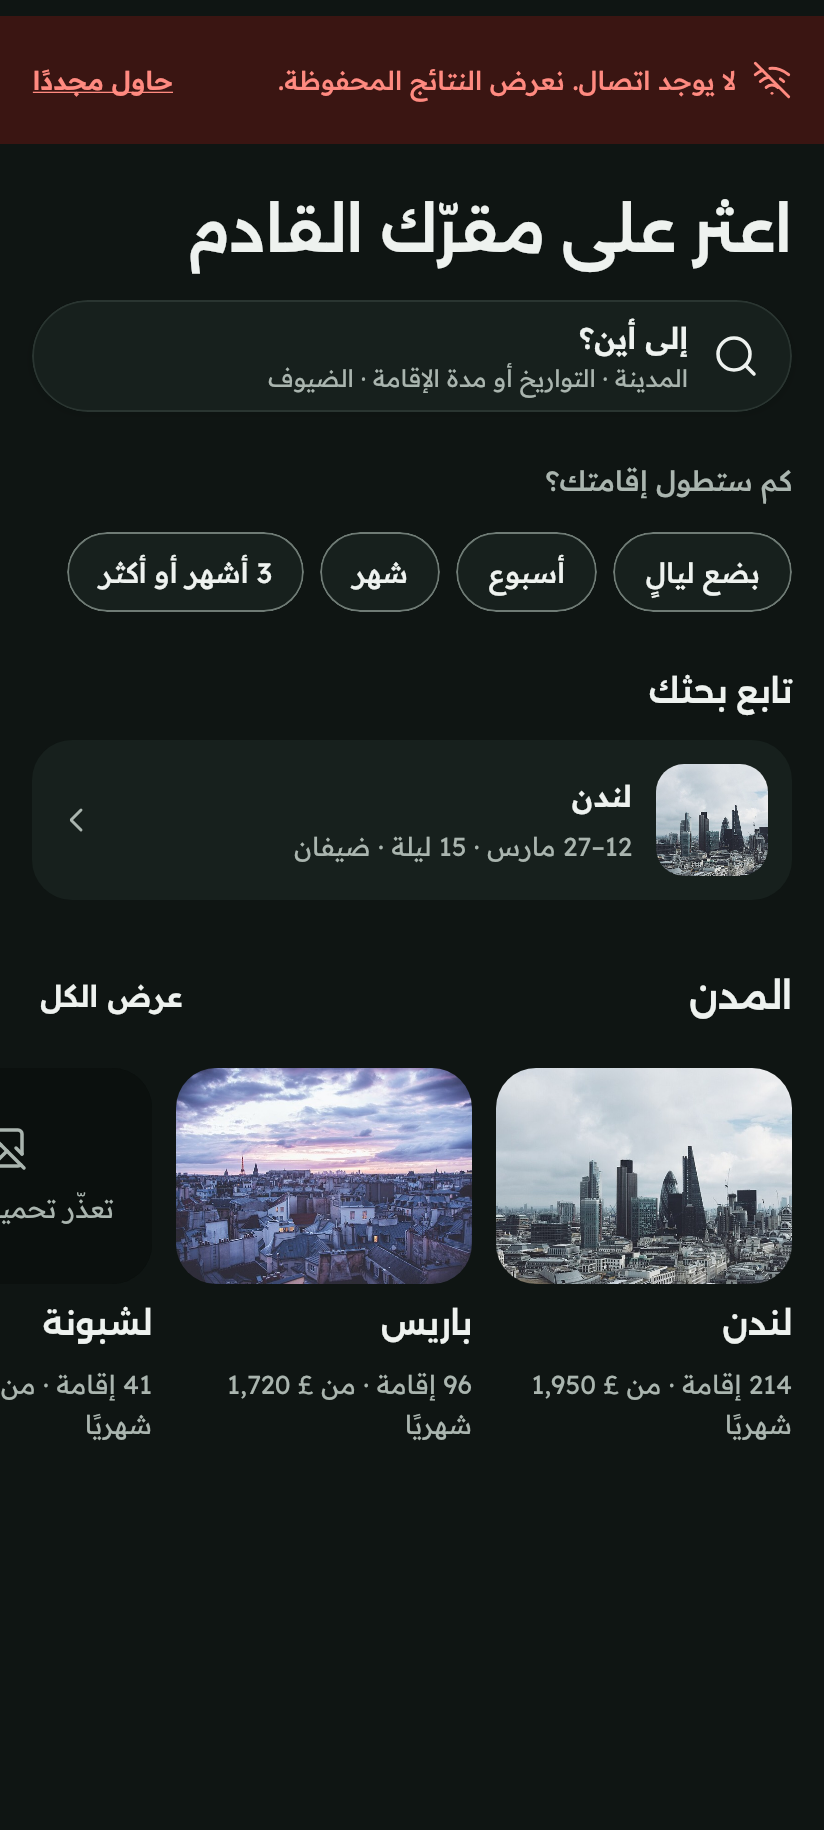 لا يوجد اتصال. نعرض النتائج المحفوظة.
حاول مجددًا
اعثر على مقرّك القادم
إلى أين؟
المدينة · التواريخ أو مدة الإقامة · الضيوف
كم ستطول إقامتك؟
بضع ليالٍ
أسبوع
شهر
3 أشهر أو أكثر
تابع بحثك
لندن
12–27 مارس · 15 ليلة · ضيفان
المدن
عرض الكل
لندن
214 إقامة · من £ 1,950
شهريًا
باريس
96 إقامة · من £ 1,720
شهريًا
تعذّر
لشبونة
41 إقامة · من
شهريًا